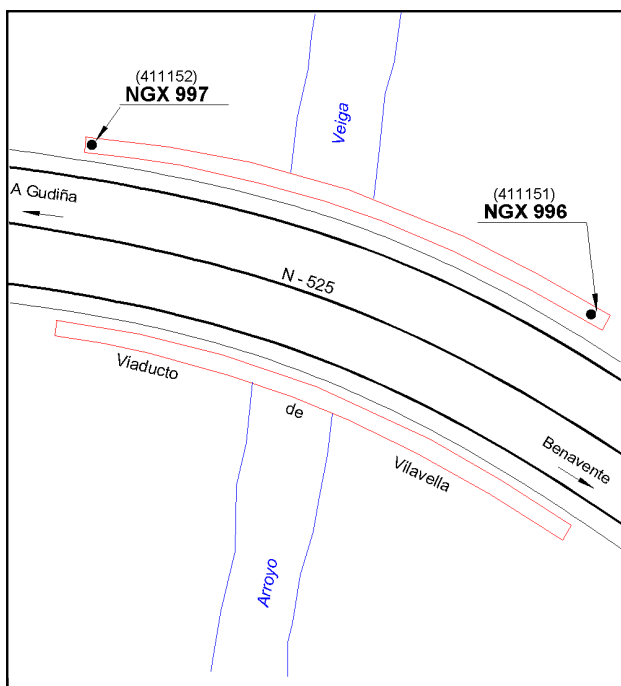 (411152)
NGX 997
Veiga
A Gudiña
(411151)
NGX 996
N - 525
Viaducto
de
Vilavella
Benavente
Arroyo